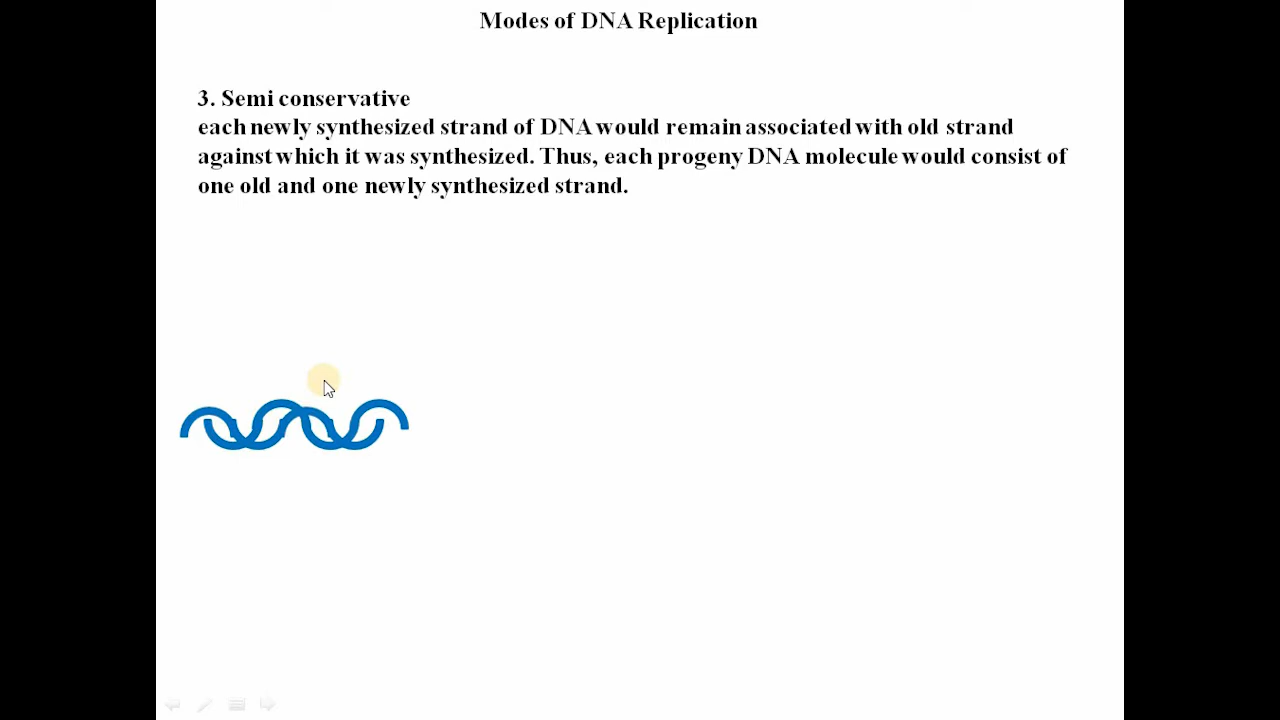 Modes of DNA Replication
3. Semi conservative
each newly synthesized strand of DNA would remain associated with old strand
against which it was synthesized. Thus, each progeny DNA molecule would consist of
one old and one newly synthesized strand.